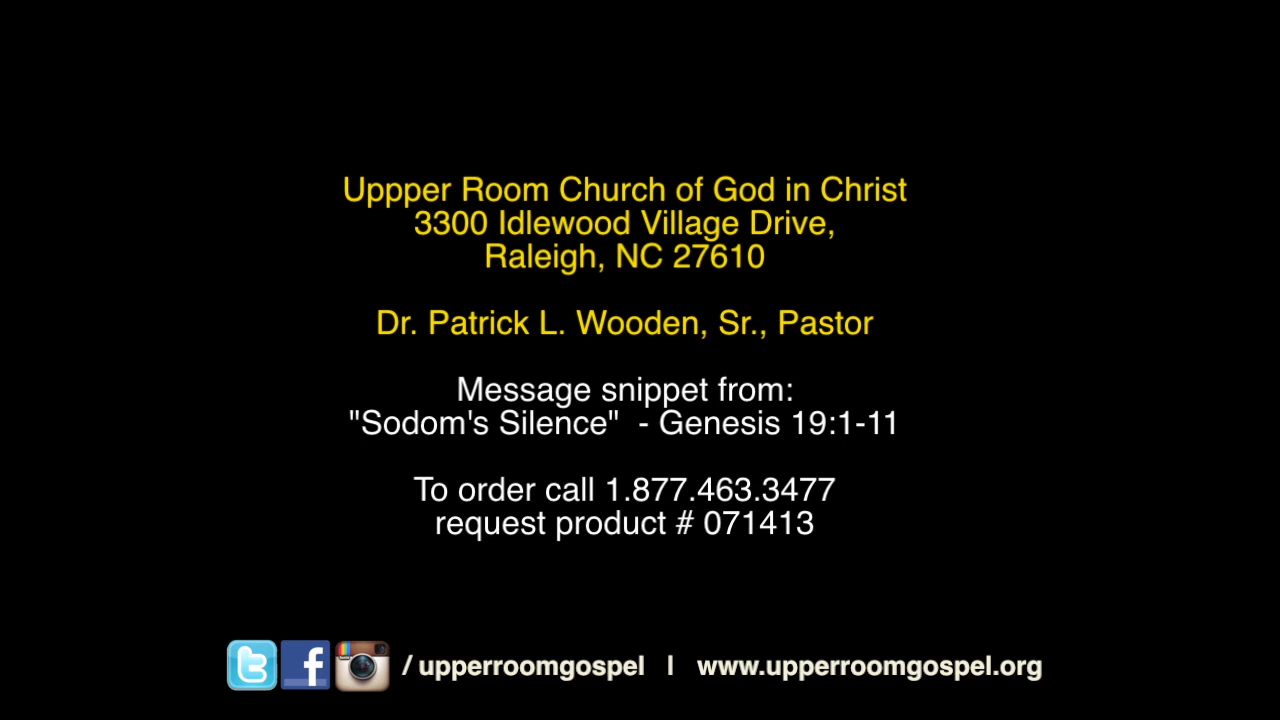 Uppper Room Church of God in Christ
3300 Idlewood Village Drive,
Raleigh, NC 27610
Dr. Patrick L. Wooden, Sr., Pastor
Message snippet from:
"Sodom's Silence"  - Genesis 19:1-11
To order call 1.877.463.3477
request product # 071413
/ upperroomgospel | www.upperroomgospel.org